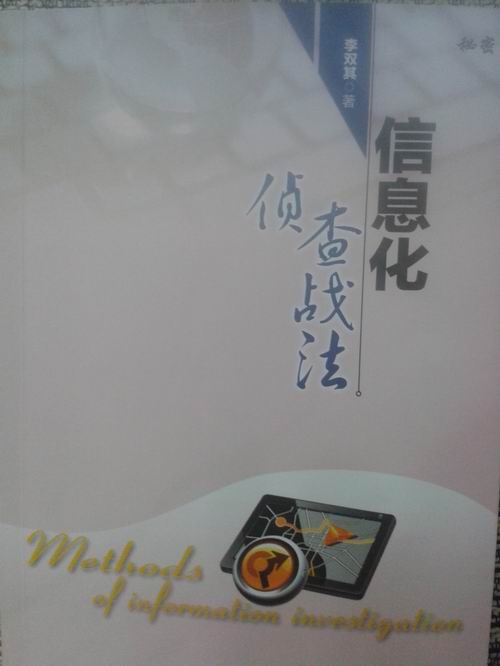 秘密
李双其 著
信息化
侦查战法
Methods
of information investigation